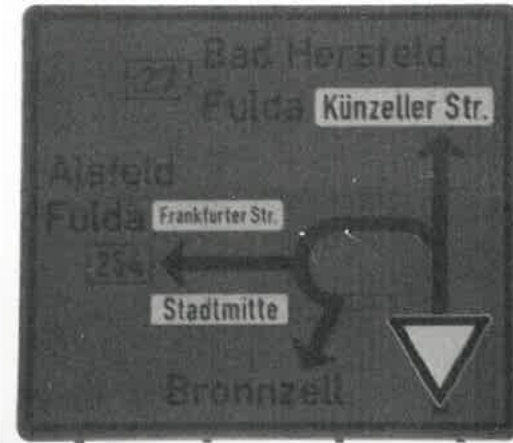 27 Bad Hersfeld
Fulda Künzeller Str.
Alsfeld
Fulda Frankfurter Str.
254
Stadtmitte
Bronnzell